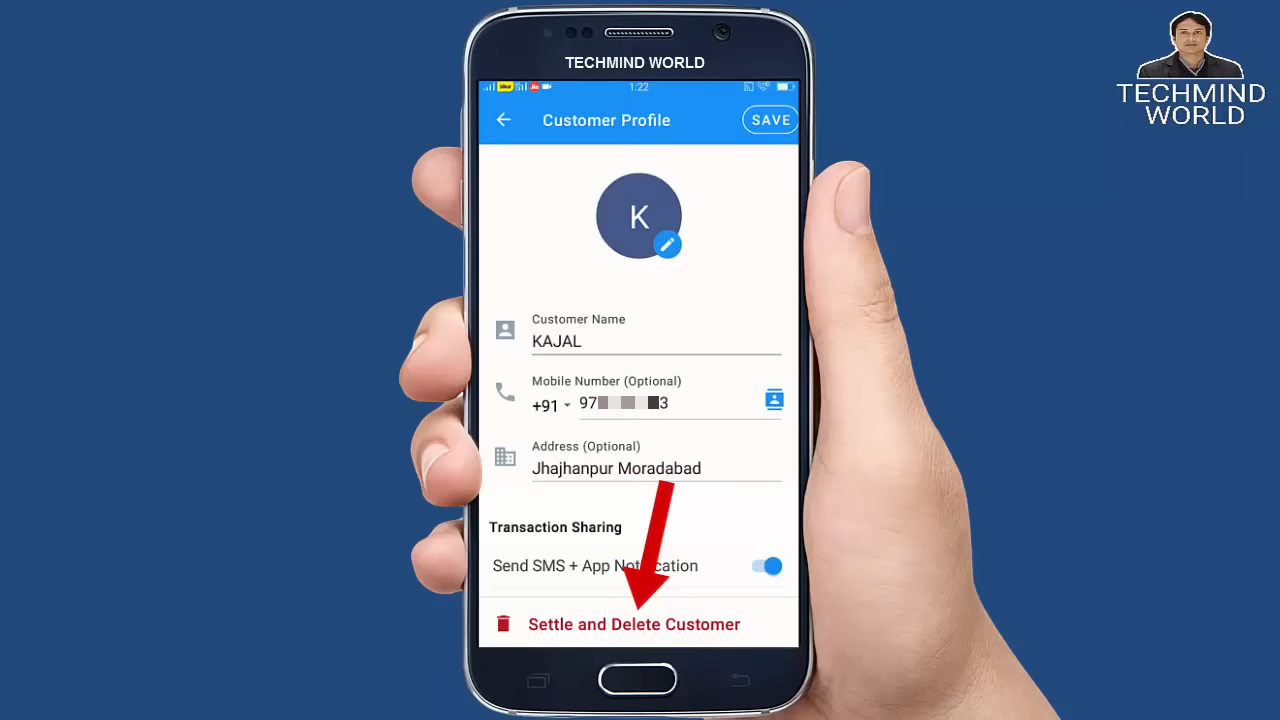 TECHMIND WORLD
1:22
Customer Profile
SAVE
K
Customer Name
KAJAL
Mobile Number (Optional)
+91
97 3
Address (Optional)
Jhajhanpur Moradabad
Transaction Sharing
Send SMS + App
Settle and Delete Customer
TECHMIND
WORLD